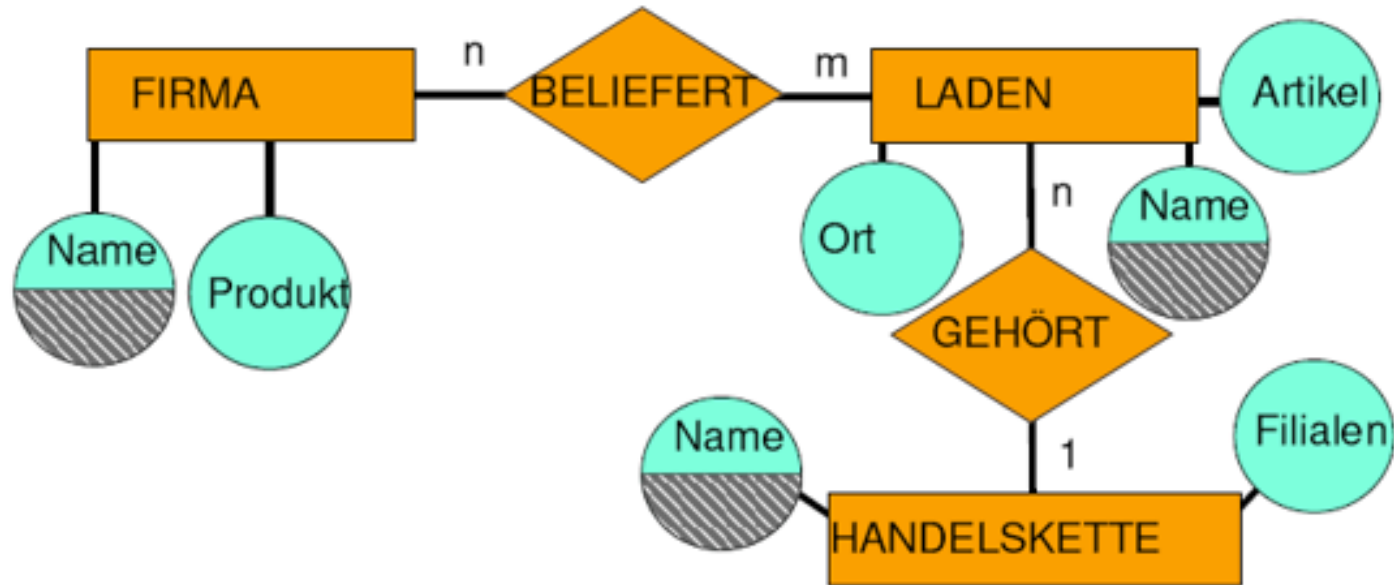 FIRMA
n
BELIEFERT
m
LADEN
Artikel
Name
Produkt
Ort
n
Name
GEHÖRT
Name
1
Filialen
HANDELSKETTE